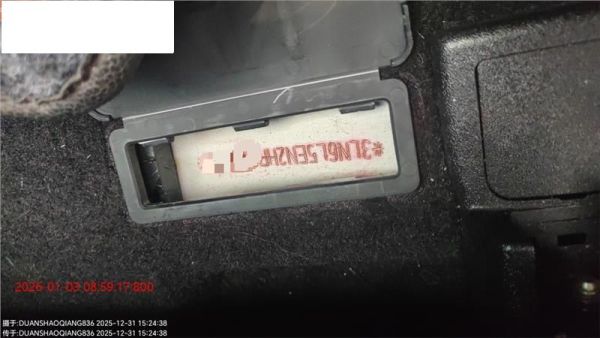 *3LN6L5EN2HR
2026-01-03 08:59:17:800
摄于:DUANSHAOQIANG836 2025-12-31 15:24:38
传于:DUANSHAOQIANG836 2025-12-31 15:24:38